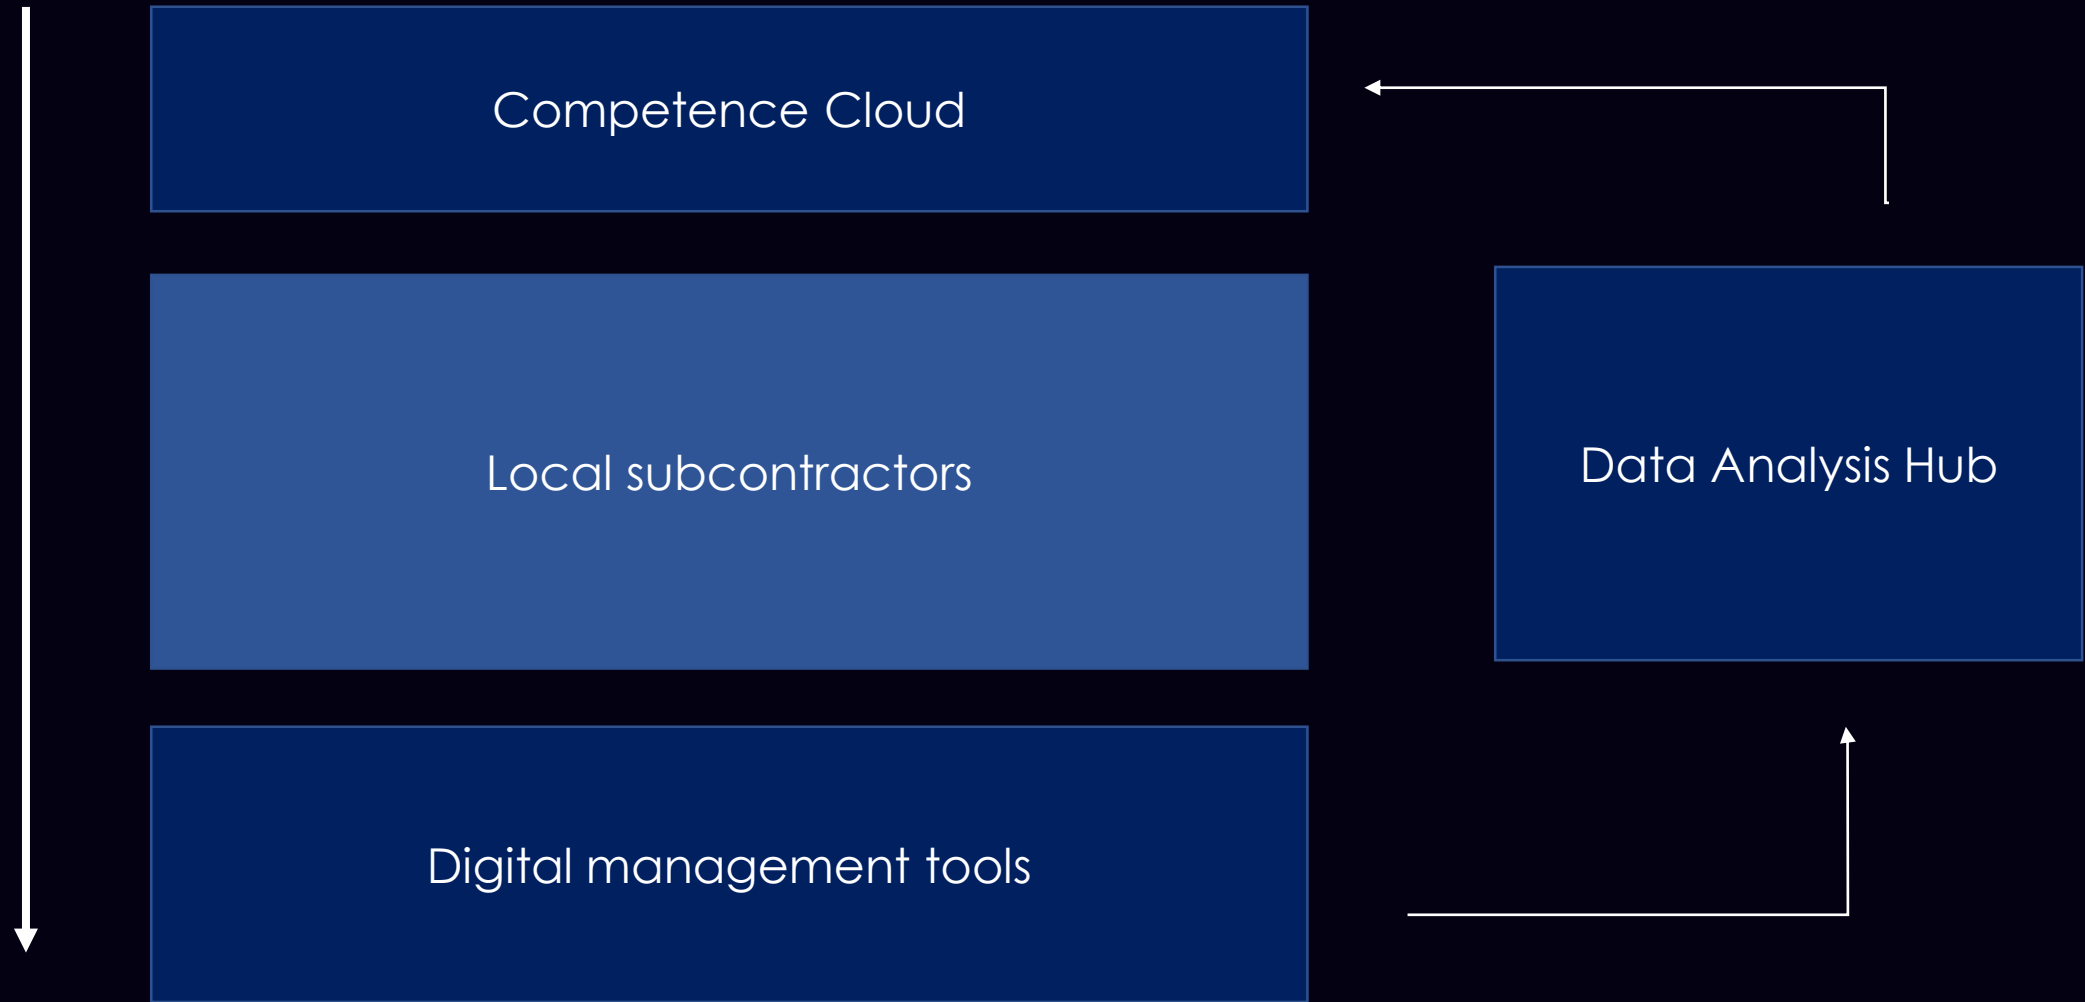 Competence Cloud
Local subcontractors
Data Analysis Hub
Digital management tools